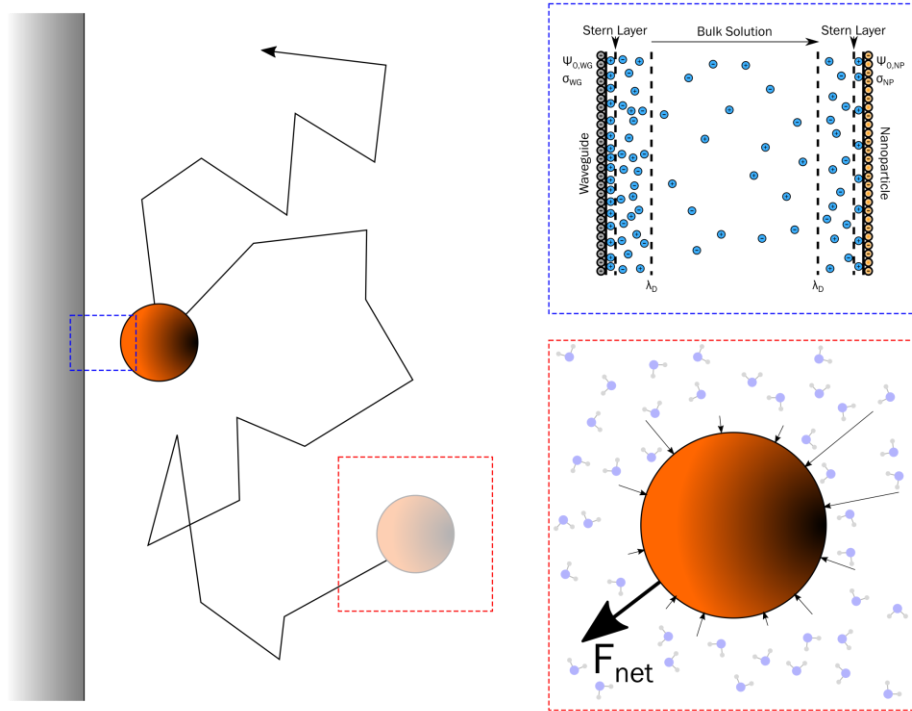 Stern Layer Bulk Solution Stern Layer
Ψ0,WG Ψ0,NP
σWG σNP
Waveguide
Nanoparticle
λD λD
Fnet